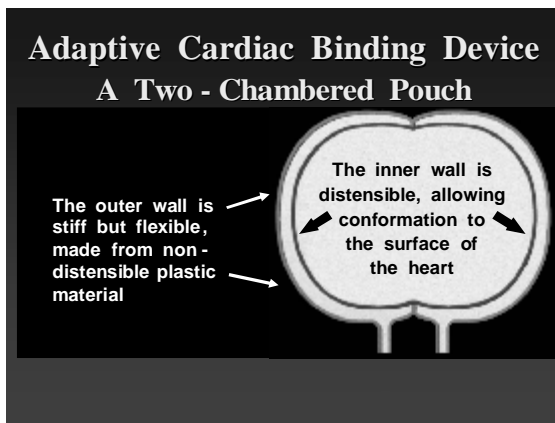 Adaptive Cardiac Binding Device
A Two - Chambered Pouch
The outer wall is
stiff but flexible,
made from non -
distensible plastic
material
The inner wall is
distensible, allowing
conformation to
the surface of
the heart